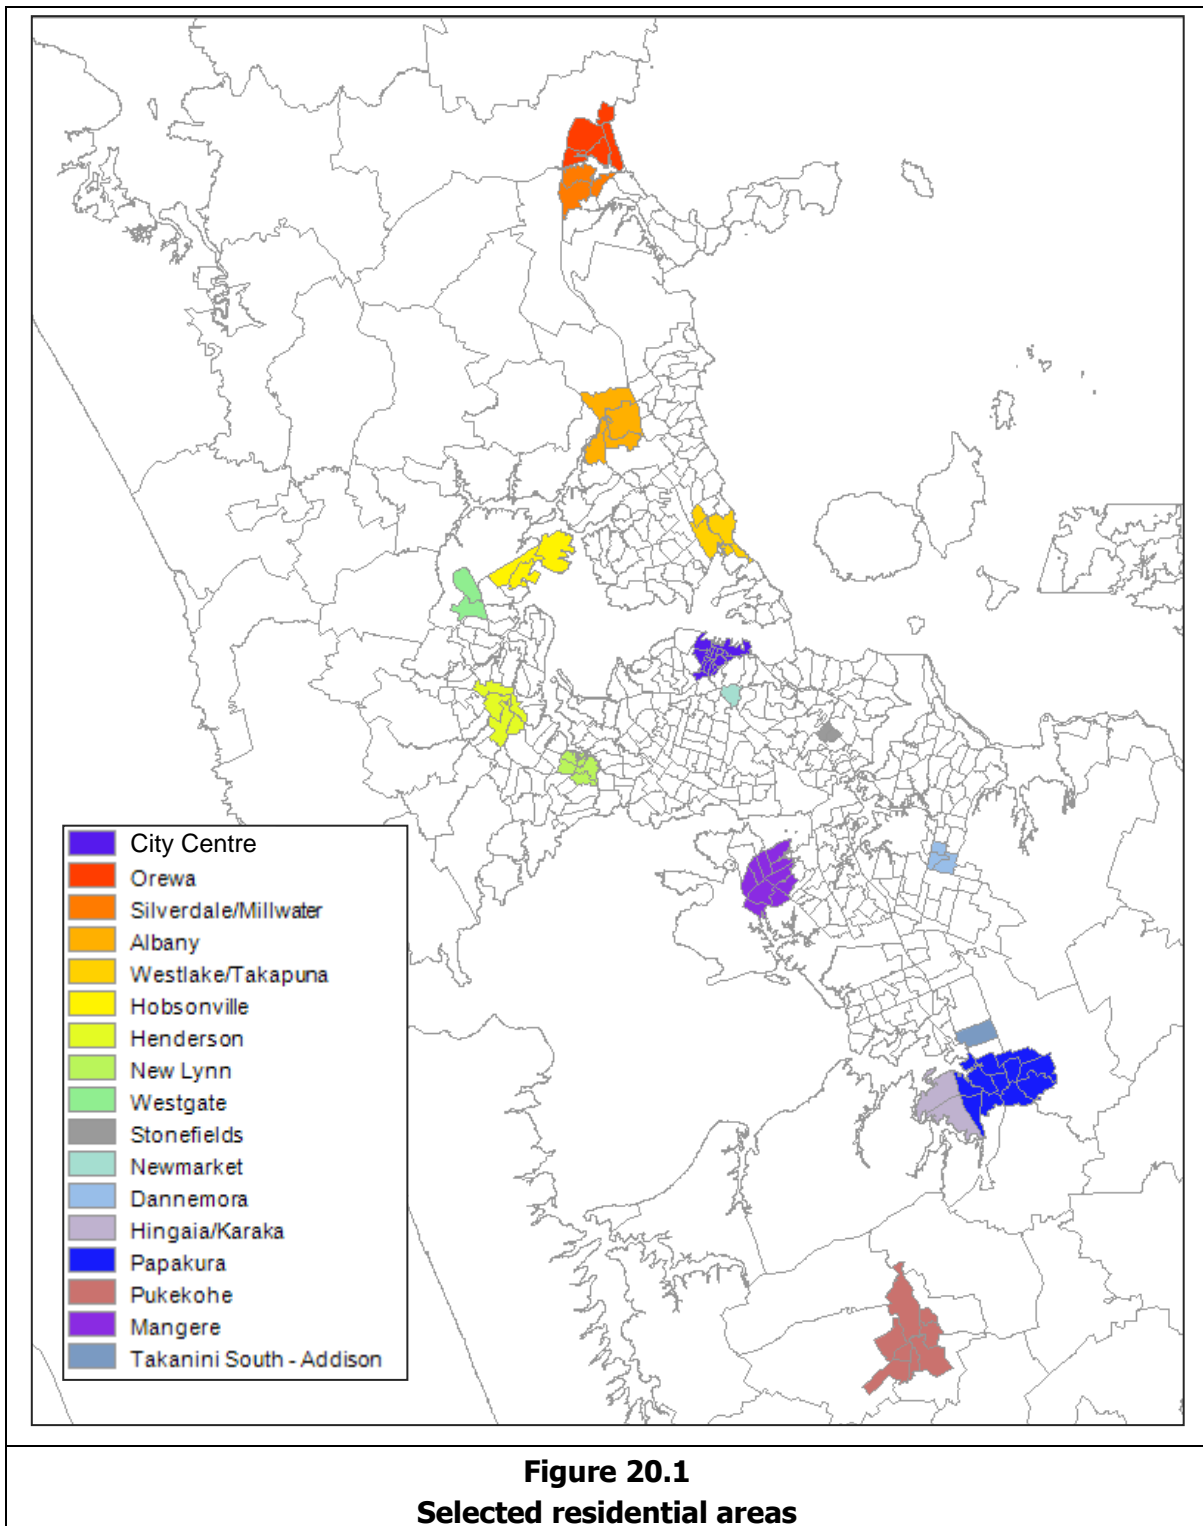 City Centre
Orewa
Silverdale/Millwater
Albany
Westlake/Takapuna
Hobsonville
Henderson
New Lynn
Westgate
Stonefields
Newmarket
Dannemora
Hingaia/Karaka
Papakura
Pukekohe
Mangere
Takanini South - Addison
Figure 20.1
Selected residential areas